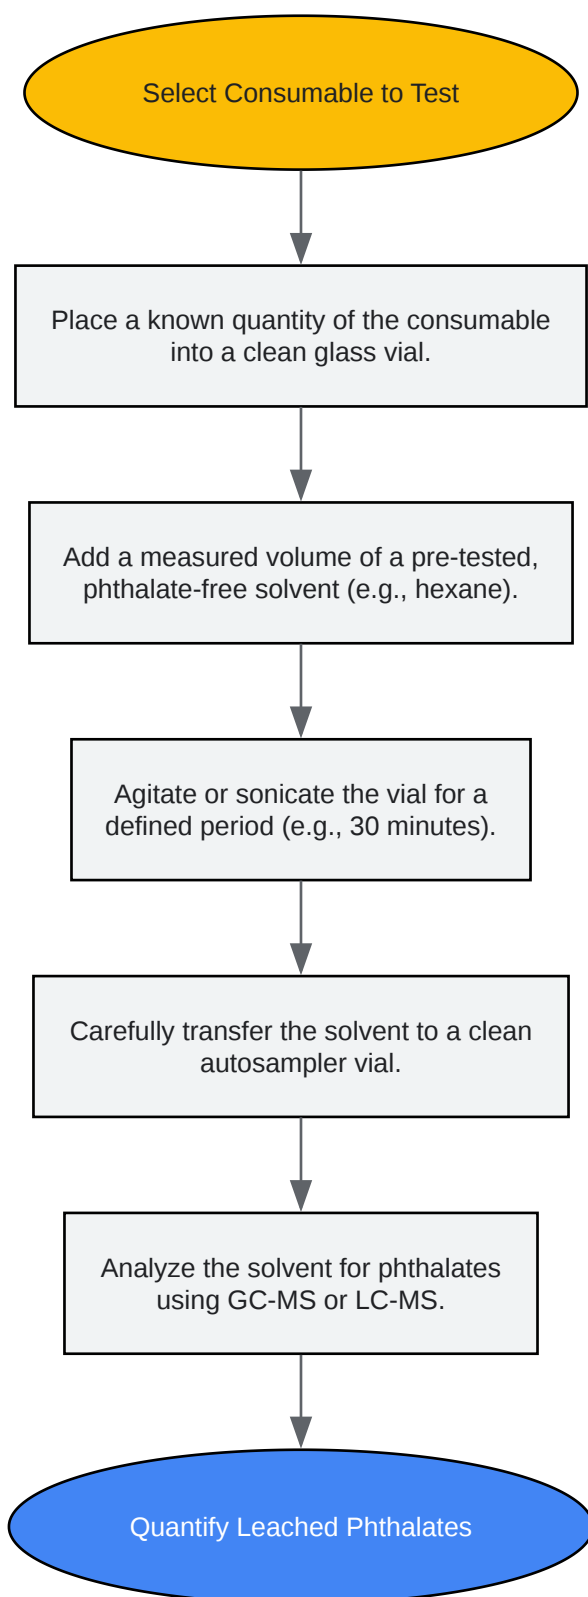 Select Consumable to Test
Place a known quantity of the consumable
into a clean glass vial.
Add a measured volume of a pre-tested,
phthalate-free solvent (e.g., hexane).
Agitate or sonicate the vial for a
defined period (e.g., 30 minutes).
Carefully transfer the solvent to a clean
autosampler vial.
Analyze the solvent for phthalates
using GC-MS or LC-MS.
Quantify Leached Phthalates